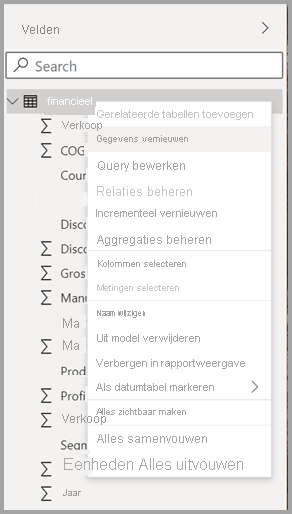 Velden
Search
financieel
Gerelateerde tabellen toevoegen
Verkoop
Gegevens vernieuwen
COG
Query bewerken
Coun
Relaties beheren
Incrementeel vernieuwen
Disco
Aggregaties beheren
Disco
Kolommen selecteren
Gros
Metingen selecteren
Manu
Naam wijzigen
Ma
Uit model verwijderen
Ma
Verbergen in rapportweergave
Prod
Als datumtabel markeren
Profi
Alles zichtbaar maken
Verkoop
Alles samenvouwen
Segn
Eenheden Alles uitvouwen
Jaar